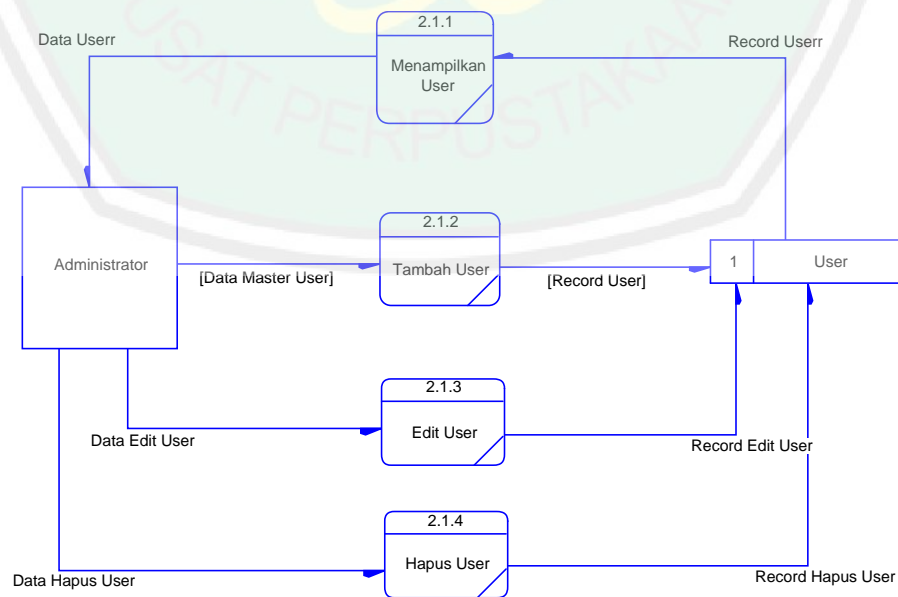 2.1.1
Data Userr
Record Userr
Menampilkan
User
PUSAT PERPUSTAKAAN
2.1.2
Administrator
Tambah User
1
User
[Data Master User]
[Record User]
2.1.3
Edit User
Data Edit User
Record Edit User
2.1.4
Hapus User
Data Hapus User
Record Hapus User